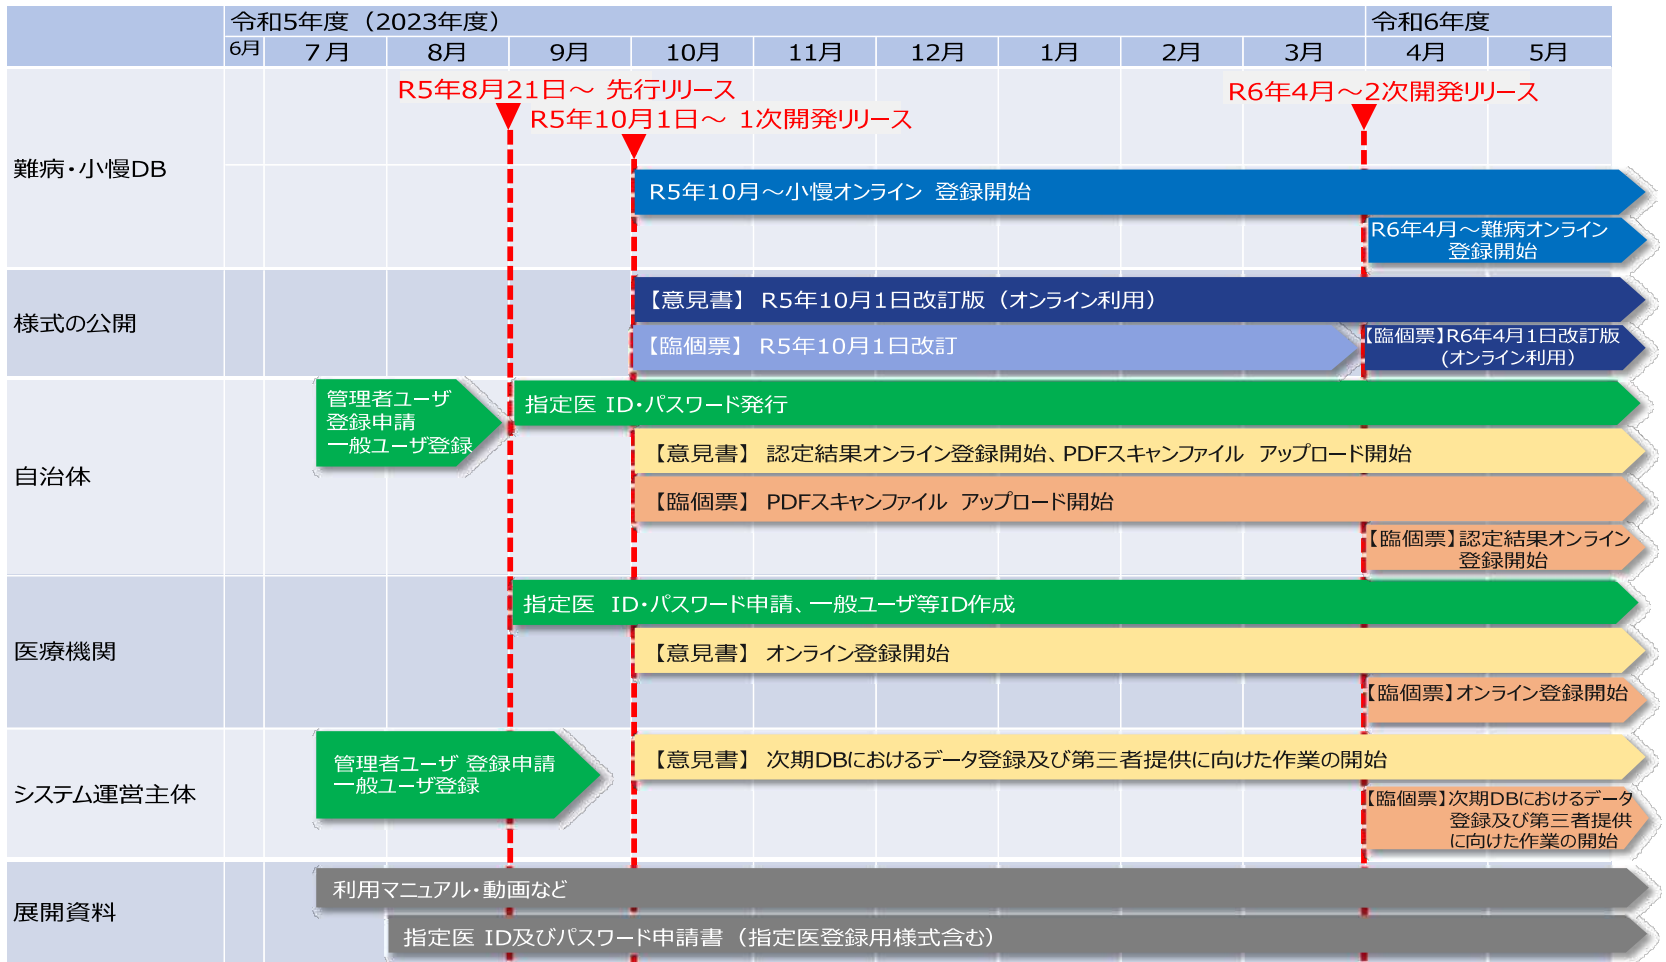 令和5年度（2023年度）
令和6年度
6月
７月
8月
9月
10月
11月
12月
1月
2月
3月
4月
5月
難病・小慢DB
R5年8月21日～ 先行リリース
R5年10月1日～ 1次開発リリース
R6年4月～2次開発リリース
R5年10月～小慢オンライン 登録開始
R6年4月～難病オンライン
登録開始
様式の公開
【意見書】 R5年10月1日改訂版（オンライン利用）
【臨個票】 R5年10月1日改訂
【臨個票】R6年4月1日改訂版
(オンライン利用）
自治体
管理者ユーザ
登録申請
一般ユーザ登録
指定医 ID・パスワード発行
【意見書】 認定結果オンライン登録開始、PDFスキャンファイル アップロード開始
【臨個票】 PDFスキャンファイル アップロード開始
【臨個票】認定結果オンライン
登録開始
医療機関
指定医 ID・パスワード申請、一般ユーザ等ID作成
【意見書】 オンライン登録開始
【臨個票】オンライン登録開始
システム運営主体
管理者ユーザ 登録申請
一般ユーザ登録
【意見書】 次期DBにおけるデータ登録及び第三者提供に向けた作業の開始
【臨個票】次期DBにおけるデータ
登録及び第三者提供
に向けた作業の開始
展開資料
利用マニュアル・動画など
指定医 ID及びパスワード申請書（指定医登録用様式含む）